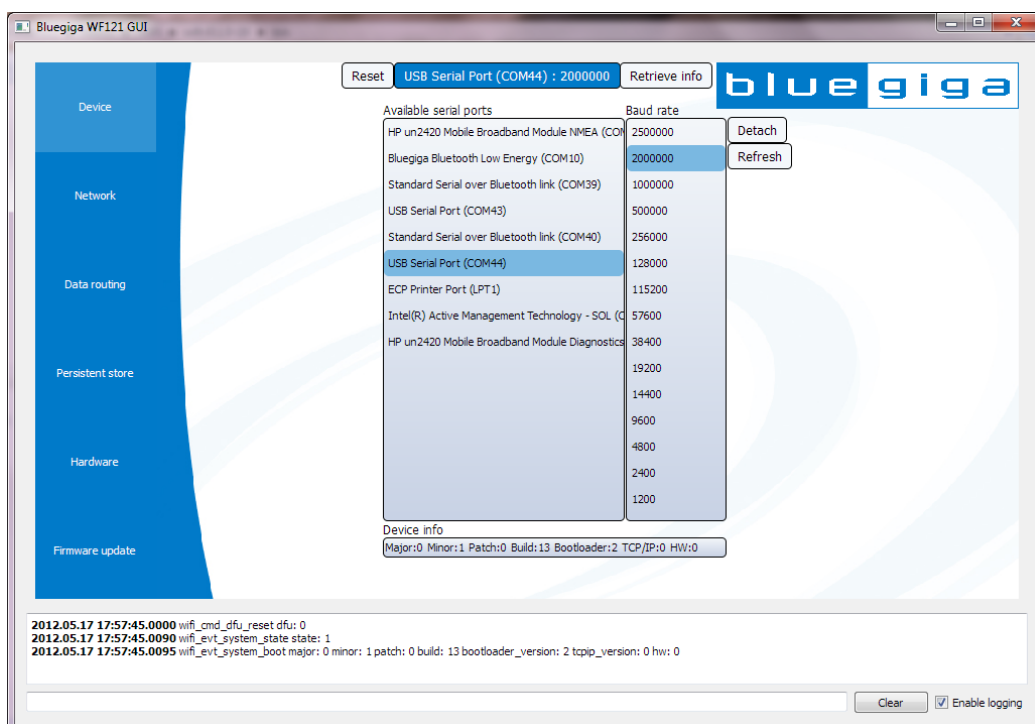 Bluegiga WF121 GUI
Reset
USB Serial Port (COM44) : 2000000
Retrieve info
bluegiga
Device
Network
Data routing
Persistent store
Hardware
Firmware update
Available serial ports
HP un2420 Mobile Broadband Module NMEA (COM
Bluegiga Bluetooth Low Energy (COM10)
Standard Serial over Bluetooth link (COM39)
USB Serial Port (COM43)
Standard Serial over Bluetooth link (COM40)
USB Serial Port (COM44)
ECP Printer Port (LPT1)
Intel(R) Active Management Technology - SOL (C
HP un2420 Mobile Broadband Module Diagnostics
Baud rate
2500000
2000000
1000000
500000
256000
128000
115200
57600
38400
19200
14400
9600
4800
2400
1200
Detach
Refresh
Device info
Major:0 Minor:1 Patch:0 Build:13 Bootloader:2 TCP/IP:0 HW:0
2012.05.17 17:57:45.0000 wifi_cmd_dfu_reset dfu: 0
2012.05.17 17:57:45.0090 wifi_evt_system_state state: 1
2012.05.17 17:57:45.0095 wifi_evt_system_boot major: 0 minor: 1 patch: 0 build: 13 bootloader_version: 2 tcpip_version: 0 hw: 0
Clear
Enable logging